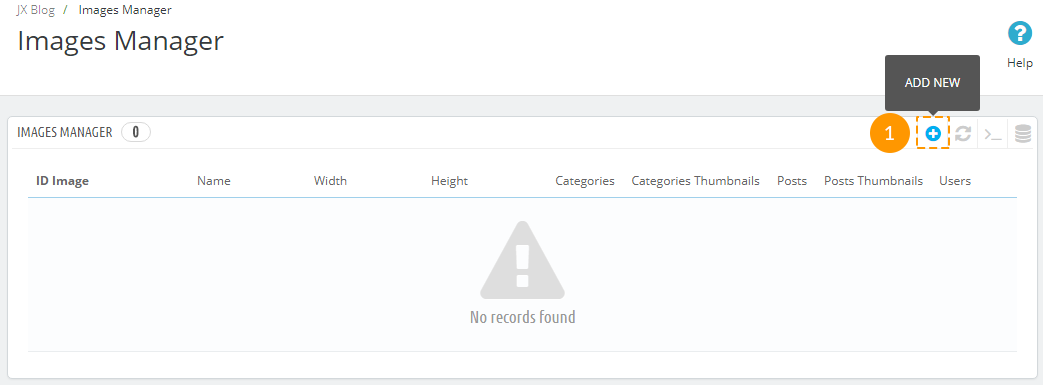 JX Blog / Images Manager
Images Manager
Help
ADD NEW
IMAGES MANAGER 0
1
ID Image Name Width Height Categories Categories Thumbnails Posts Posts Thumbnails Users
No records found